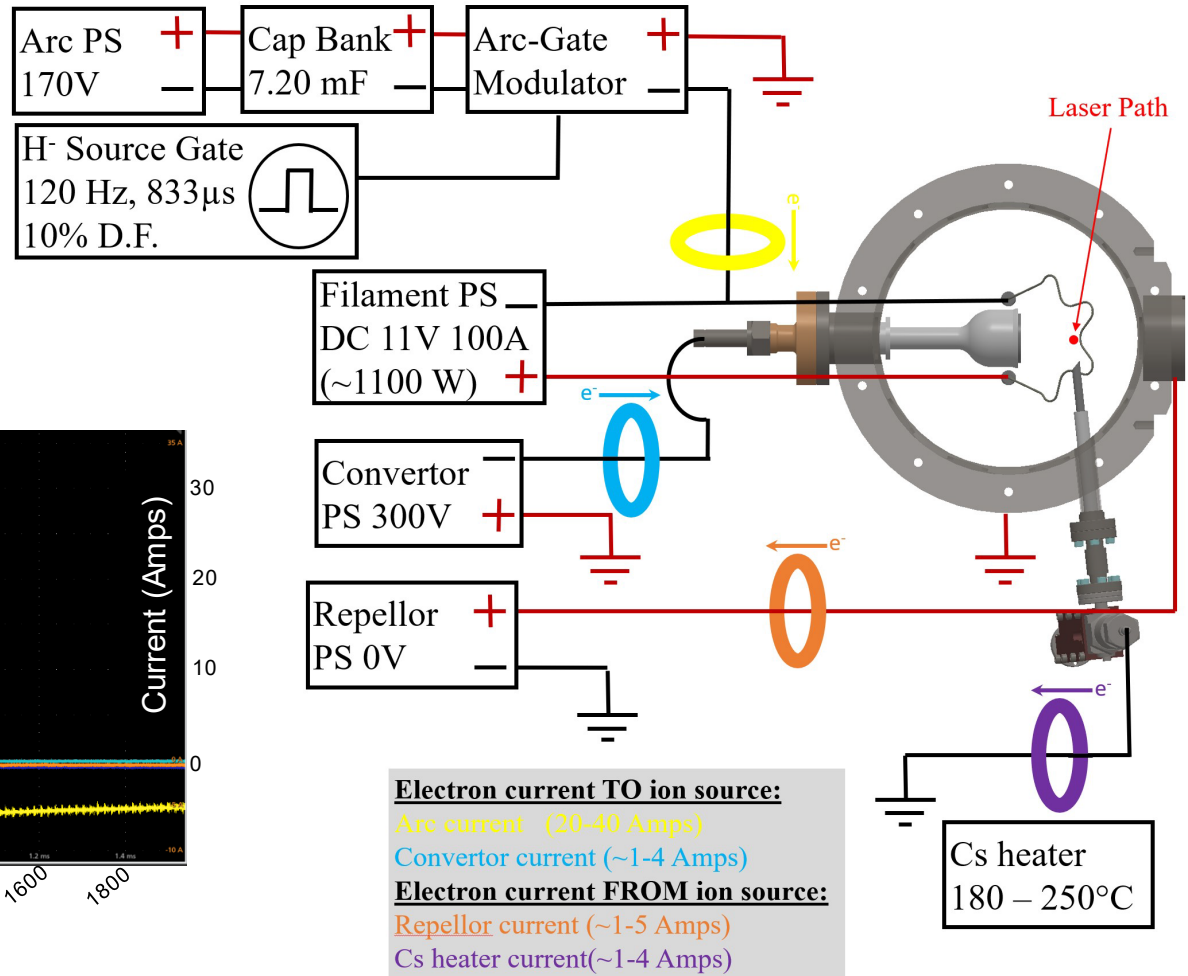 Arc PS +
170V —
Cap Bank +
7.20 mF —
Arc-Gate +
Modulator —
H⁻ Source Gate
120 Hz, 833µs
10% D.F.
Laser Path
e⁻
Filament PS —
DC 11V 100A
(~1100 W) +
e⁻
Convertor —
PS 300V +
e⁻
Repellor +
PS 0V —
e⁻
Cs heater
180 – 250°C
35 A
Current (Amps)
30
20
10
0
-10 A
1.2 ms
1.4 ms
1600
1800
Electron current TO ion source:
Arc current (20-40 Amps)
Convertor current (~1-4 Amps)
Electron current FROM ion source:
Repellor current (~1-5 Amps)
Cs heater current(~1-4 Amps)